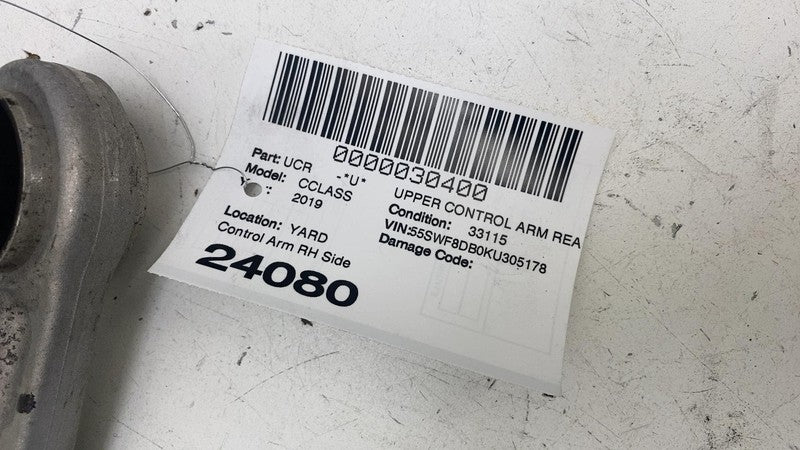 0000030400
Part: UCR -*U* UPPER CONTROL ARM REA
Model: CCLASS Condition: 33115
: 2019 VIN:55SWF8DB0KU305178
Location: YARD Damage Code:
Control Arm RH Side
24080